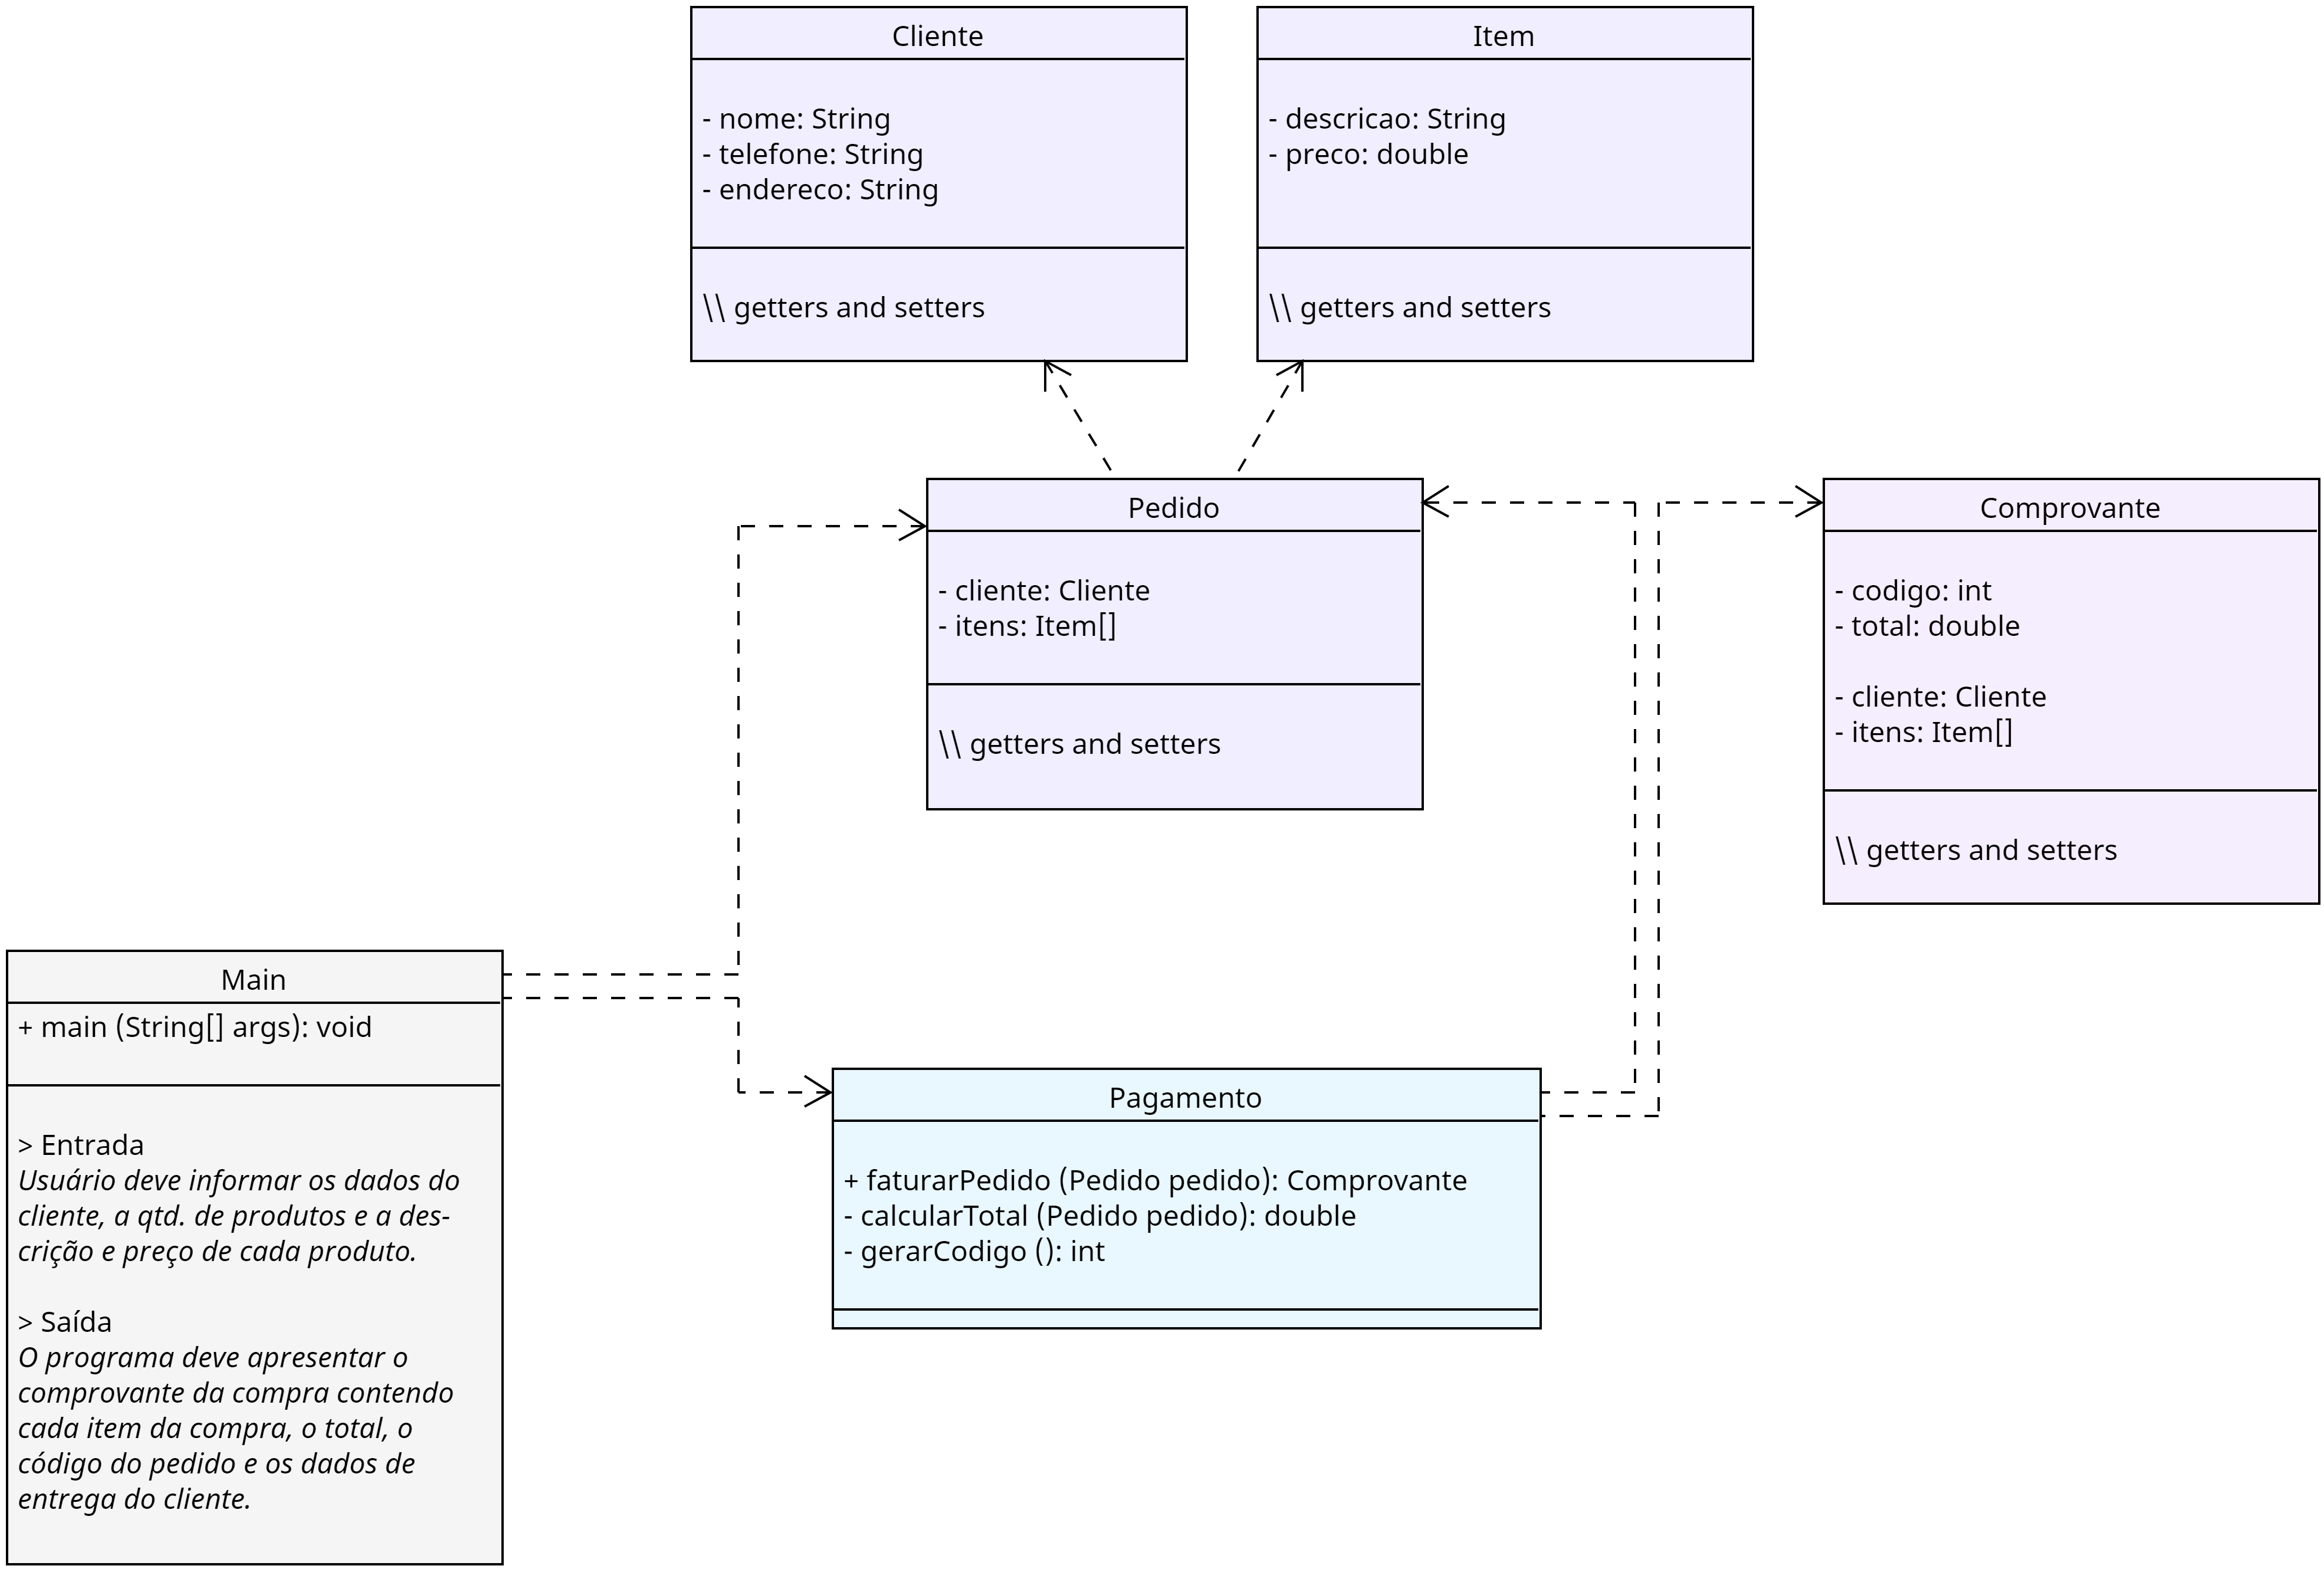 Cliente
- nome: String
- telefone: String
- endereco: String
\\ getters and setters
Item
- descricao: String
- preco: double
\\ getters and setters
Pedido
- cliente: Cliente
- itens: Item[]
\\ getters and setters
Comprovante
- codigo: int
- total: double
- cliente: Cliente
- itens: Item[]
\\ getters and setters
Main
+ main (String[] args): void
> Entrada
Usuário deve informar os dados do
cliente, a qtd. de produtos e a des-
crição e preço de cada produto.
> Saída
O programa deve apresentar o
comprovante da compra contendo
cada item da compra, o total, o
código do pedido e os dados de
entrega do cliente.
Pagamento
+ faturarPedido (Pedido pedido): Comprovante
- calcularTotal (Pedido pedido): double
- gerarCodigo (): int